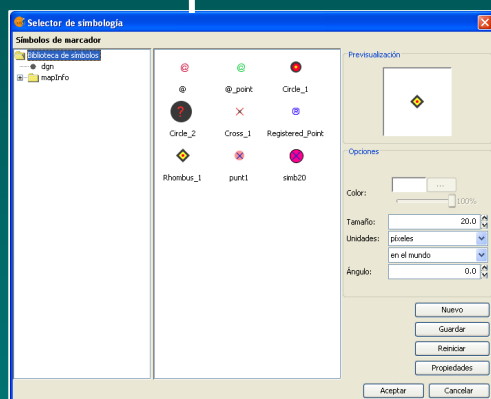 Selector de simbología
Símbolos de marcador
Biblioteca de símbolos
dgn
mapInfo
@ @_point Circle_1
Circle_2 Cross_1 Registered_Point
Rhombus_1 punt1 simb20
Previsualización
Opciones
Color: ...
100%
Tamaño: 20.0
Unidades: píxeles
en el mundo
Ángulo: 0.0
Nuevo
Guardar
Reiniciar
Propiedades
Aceptar Cancelar